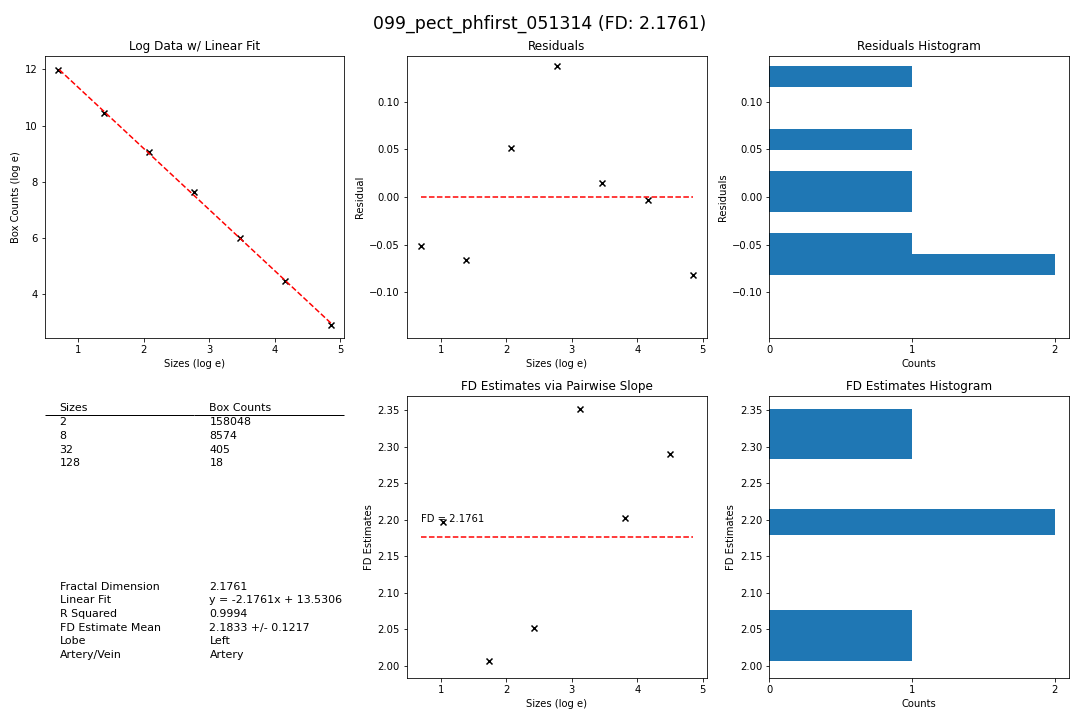 099_pect_phfirst_051314 (FD: 2.1761)
Log Data w/ Linear Fit
12
10
8
6
4
Box Counts (log e)
1 2 3 4 5
Sizes (log e)
Residuals
0.10
0.05
0.00
−0.05
−0.10
Residual
1 2 3 4 5
Sizes (log e)
Residuals Histogram
0.10
0.05
0.00
−0.05
−0.10
Residuals
0 1 2
Counts
Sizes Box Counts
2 158048
8 8574
32 405
128 18
Fractal Dimension 2.1761
Linear Fit y = -2.1761x + 13.5306
R Squared 0.9994
FD Estimate Mean 2.1833 +/- 0.1217
Lobe Left
Artery/Vein Artery
FD Estimates via Pairwise Slope
2.35
2.30
2.25
2.20
2.15
2.10
2.05
2.00
FD Estimates
FD = 2.1761
1 2 3 4 5
Sizes (log e)
FD Estimates Histogram
2.35
2.30
2.25
2.20
2.15
2.10
2.05
2.00
FD Estimates
0 1 2
Counts